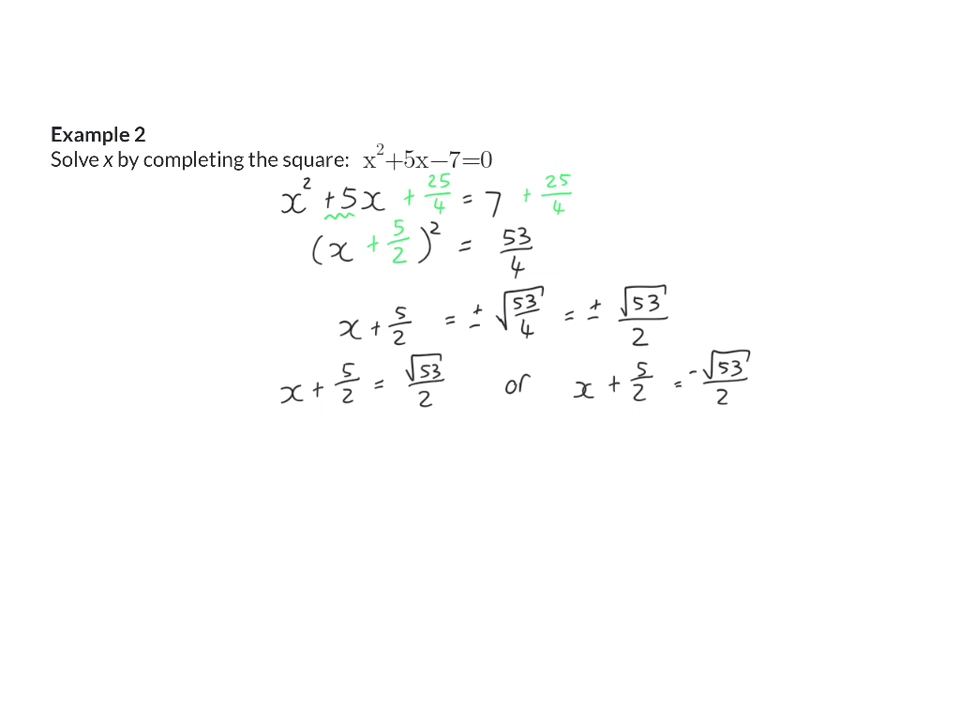 Example 2
Solve x by completing the square: x²+5x−7=0
x² +5x + 25/4 = 7 + 25/4
(x + 5/2)² = 53/4
x + 5/2 = ± √(53/4) = ± √53/2
x + 5/2 = √53/2 or x + 5/2 = -√53/2